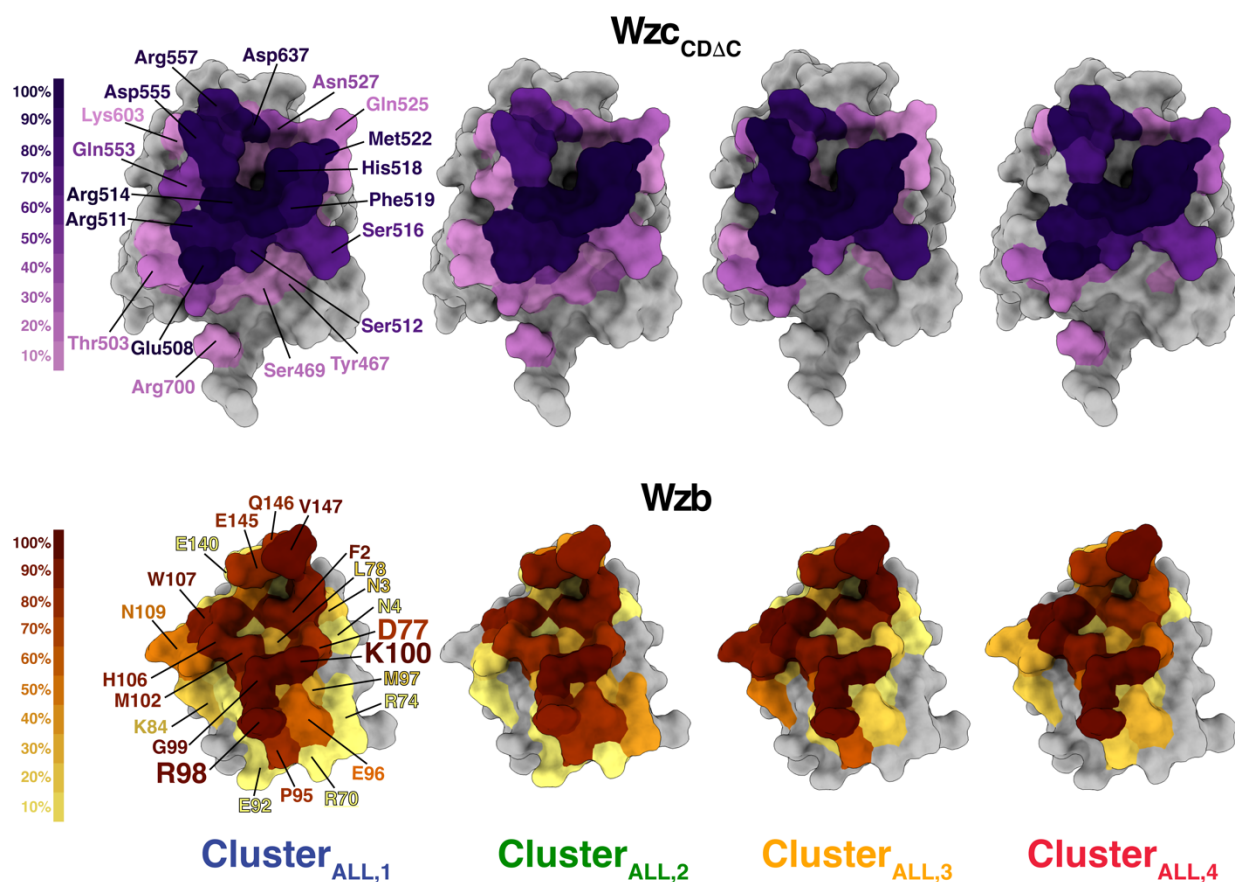 Wzc CDΔC
Arg557
Asp637
Asn527
Gln525
Met522
His518
Phe519
Ser516
Ser512
Tyr467
Ser469
Arg700
Glu508
Thr503
Arg511
Arg514
Gln553
Lys603
Asp555
100%
90%
80%
70%
60%
50%
40%
30%
20%
10%
Wzb
Q146
V147
E145
E140
F2
L78
N3
N4
D77
K100
M97
R74
E96
R70
P95
E92
R98
G99
K84
M102
H106
N109
W107
100%
90%
80%
70%
60%
50%
40%
30%
20%
10%
Cluster ALL,1
Cluster ALL,2
Cluster ALL,3
Cluster ALL,4